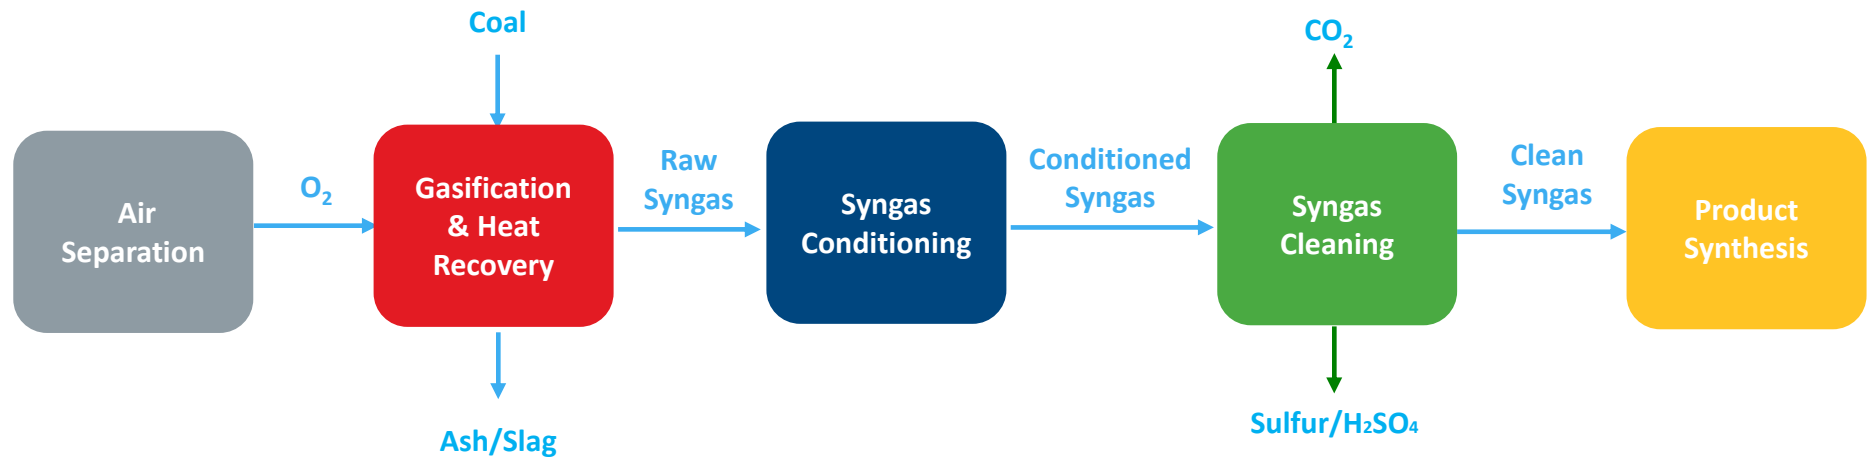 Coal
CO₂
Air
Separation
O₂
Gasification
& Heat
Recovery
Raw
Syngas
Syngas
Conditioning
Conditioned
Syngas
Syngas
Cleaning
Clean
Syngas
Product
Synthesis
Ash/Slag
Sulfur/H₂SO₄